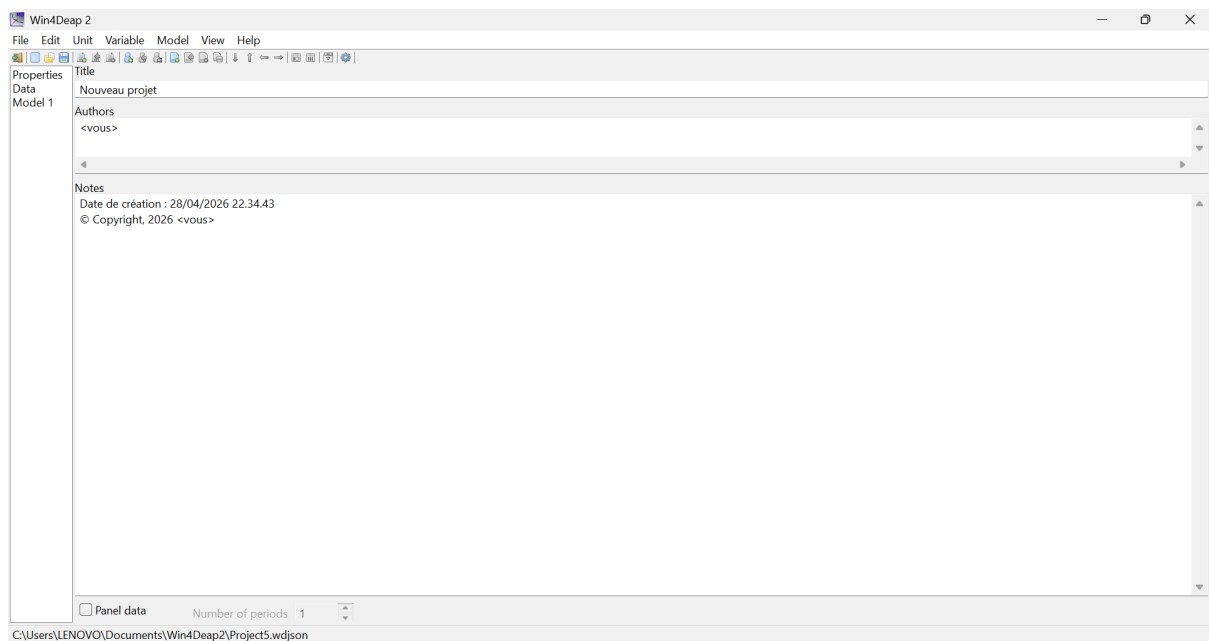 Win4Deap 2
File Edit Unit Variable Model View Help
Properties
Data
Model 1
Title
Nouveau projet
Authors
<vous>
Notes
Date de création : 28/04/2026 22.34.43
© Copyright, 2026 <vous>
Panel data
Number of periods 1
C:\Users\LENOVO\Documents\Win4Deap2\Project5.wdjson